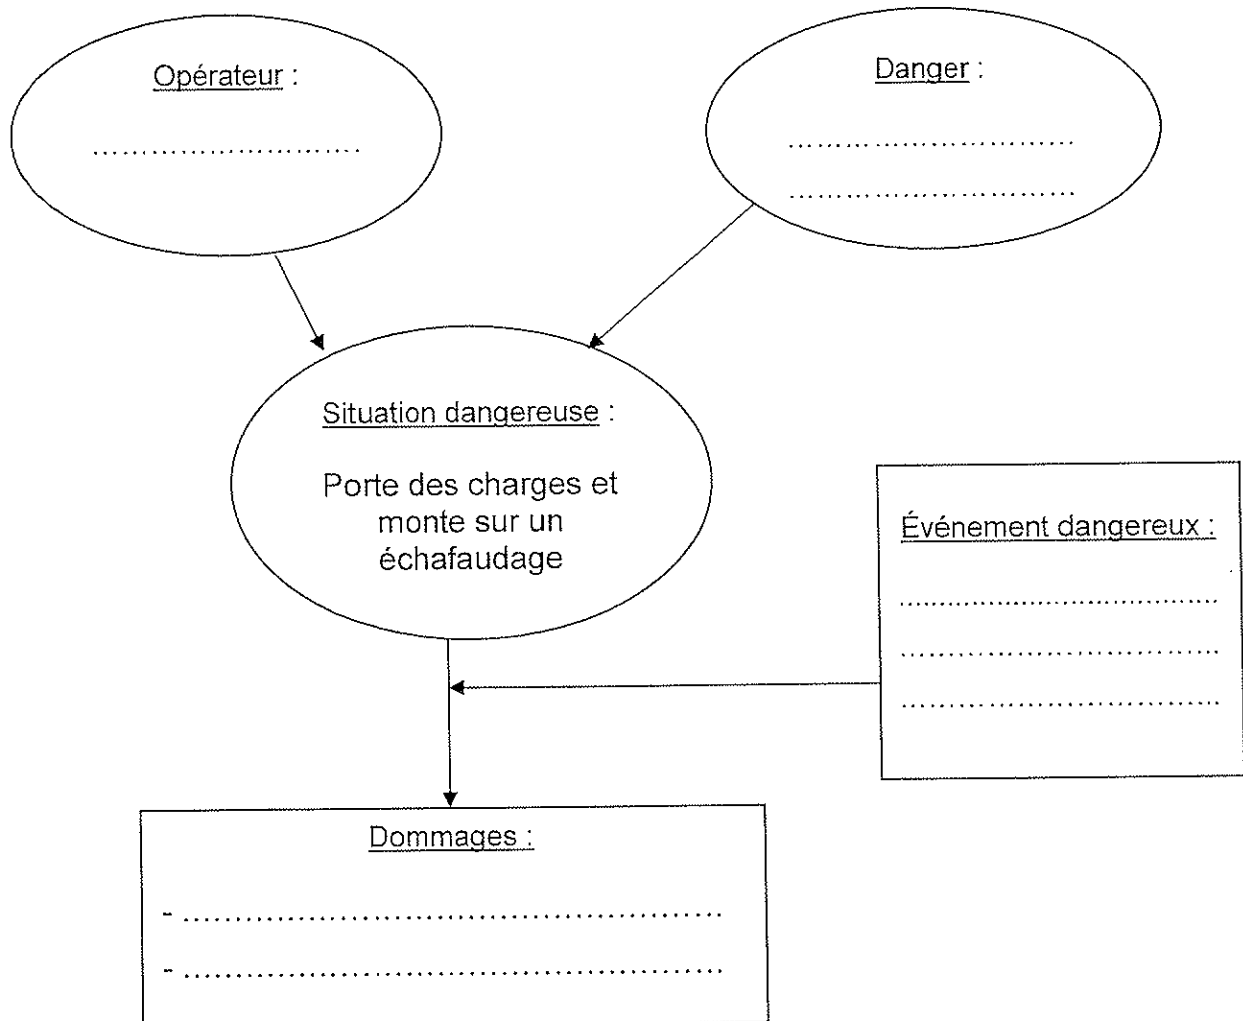 Opérateur :
..............................
Danger :
..............................
..............................
Situation dangereuse :
Porte des charges et
monte sur un
échafaudage
Événement dangereux :
..............................
..............................
..............................
Dommages :
- ..............................
- ..............................